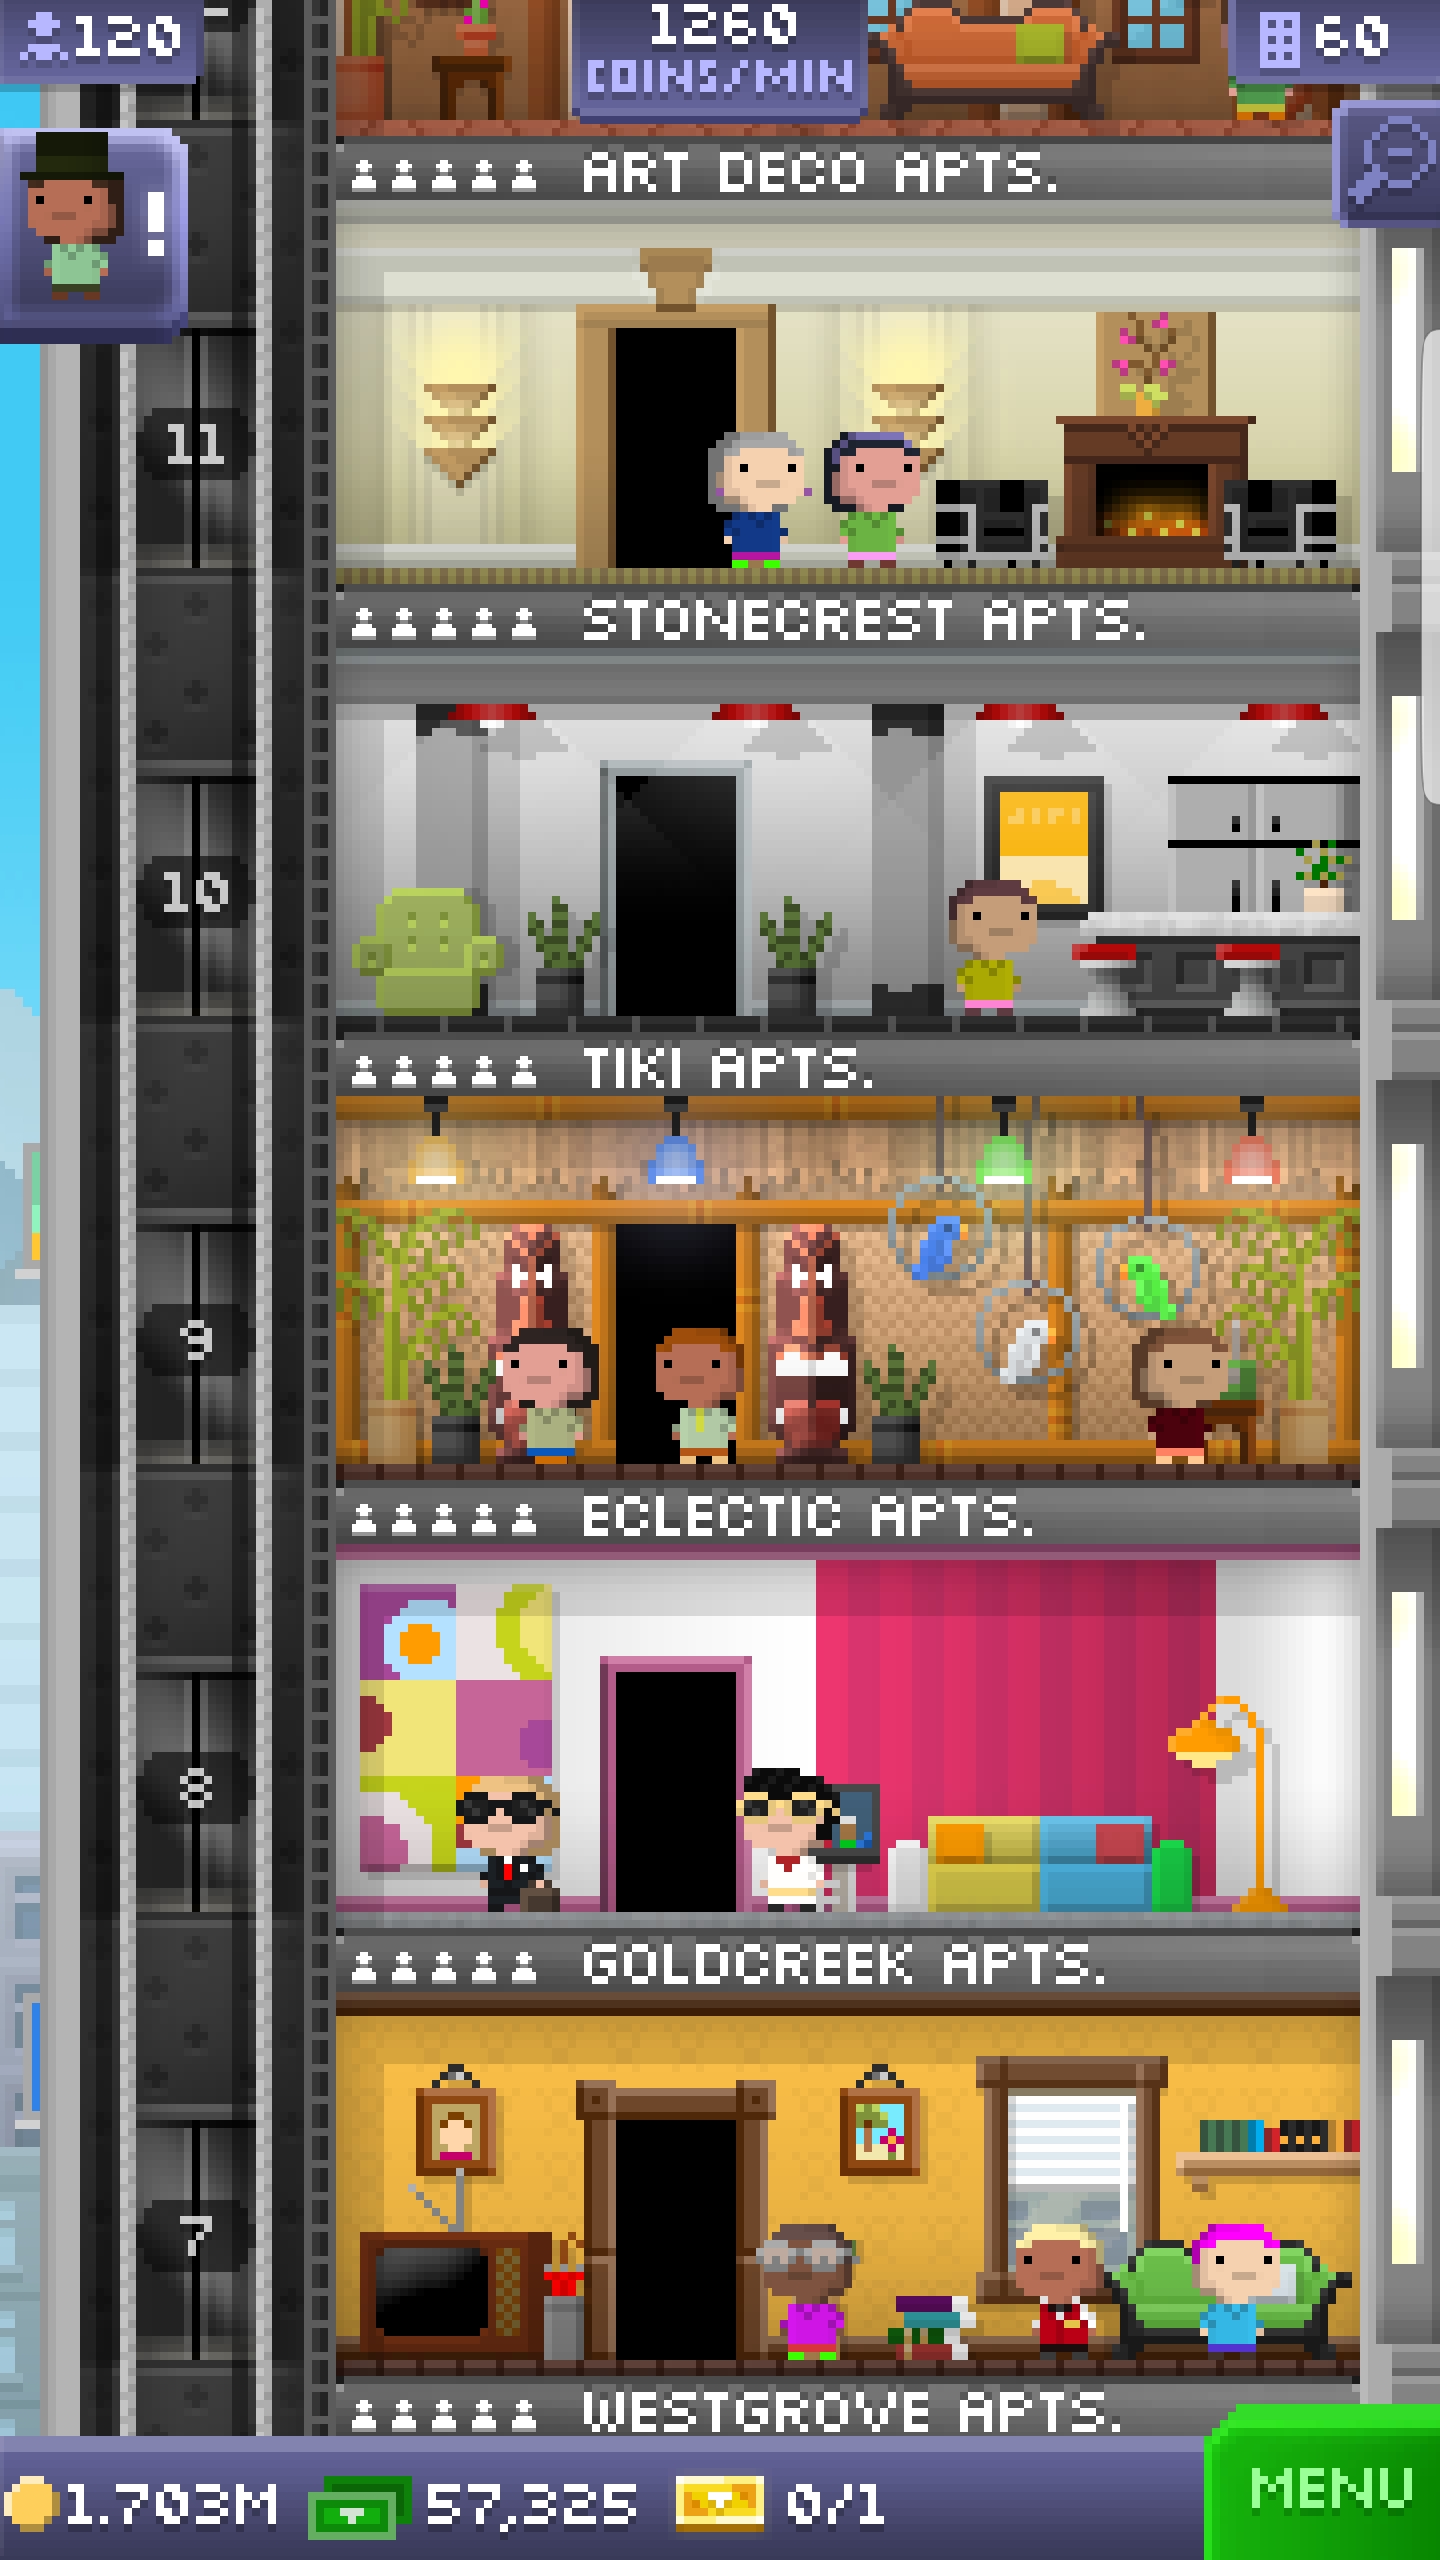 120
1260
COINS/MIN
60
!
ART DECO APTS.
11
STONECREST APTS.
10
TIKI APTS.
9
ECLECTIC APTS.
8
GOLDCREEK APTS.
7
WESTGROVE APTS.
1.703M
57,325
0/1
MENU